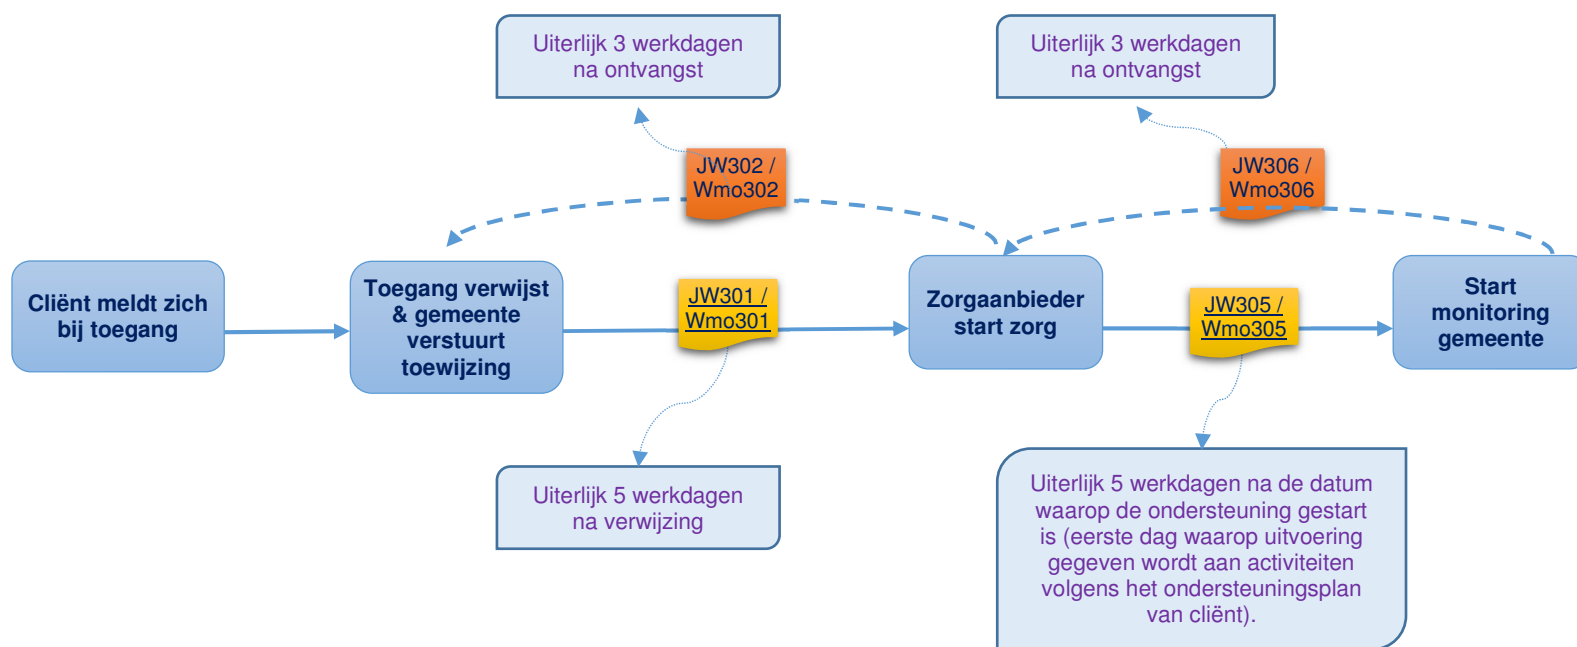 Uiterlijk 3 werkdagen
na ontvangst
Uiterlijk 3 werkdagen
na ontvangst
JW302 /
Wmo302
JW306 /
Wmo306
Cliënt meldt zich
bij toegang
Toegang verwijst
& gemeente
verstuurt
toewijzing
JW301 /
Wmo301
Zorgaanbieder
start zorg
JW305 /
Wmo305
Start
monitoring
gemeente
Uiterlijk 5 werkdagen
na verwijzing
Uiterlijk 5 werkdagen na de datum
waarop de ondersteuning gestart
is (eerste dag waarop uitvoering
gegeven wordt aan activiteiten
volgens het ondersteuningsplan
van cliënt).